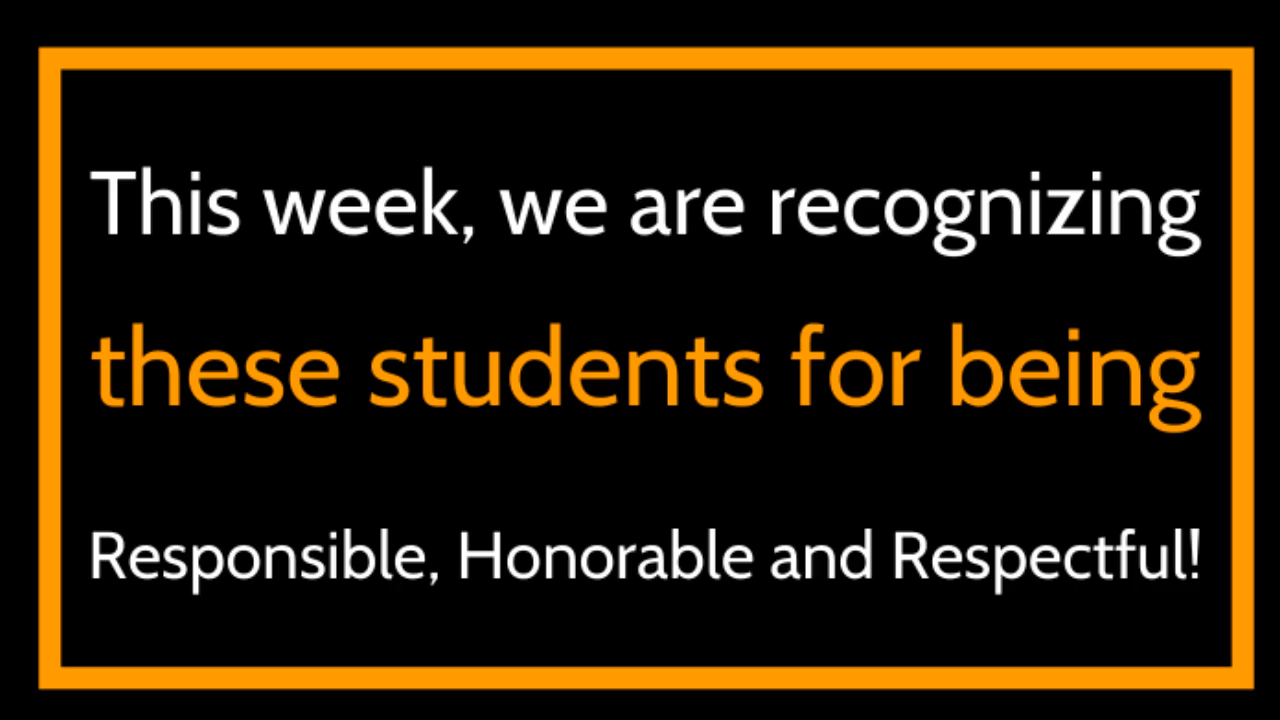 This week, we are recognizing
these students for being
Responsible, Honorable and Respectful!